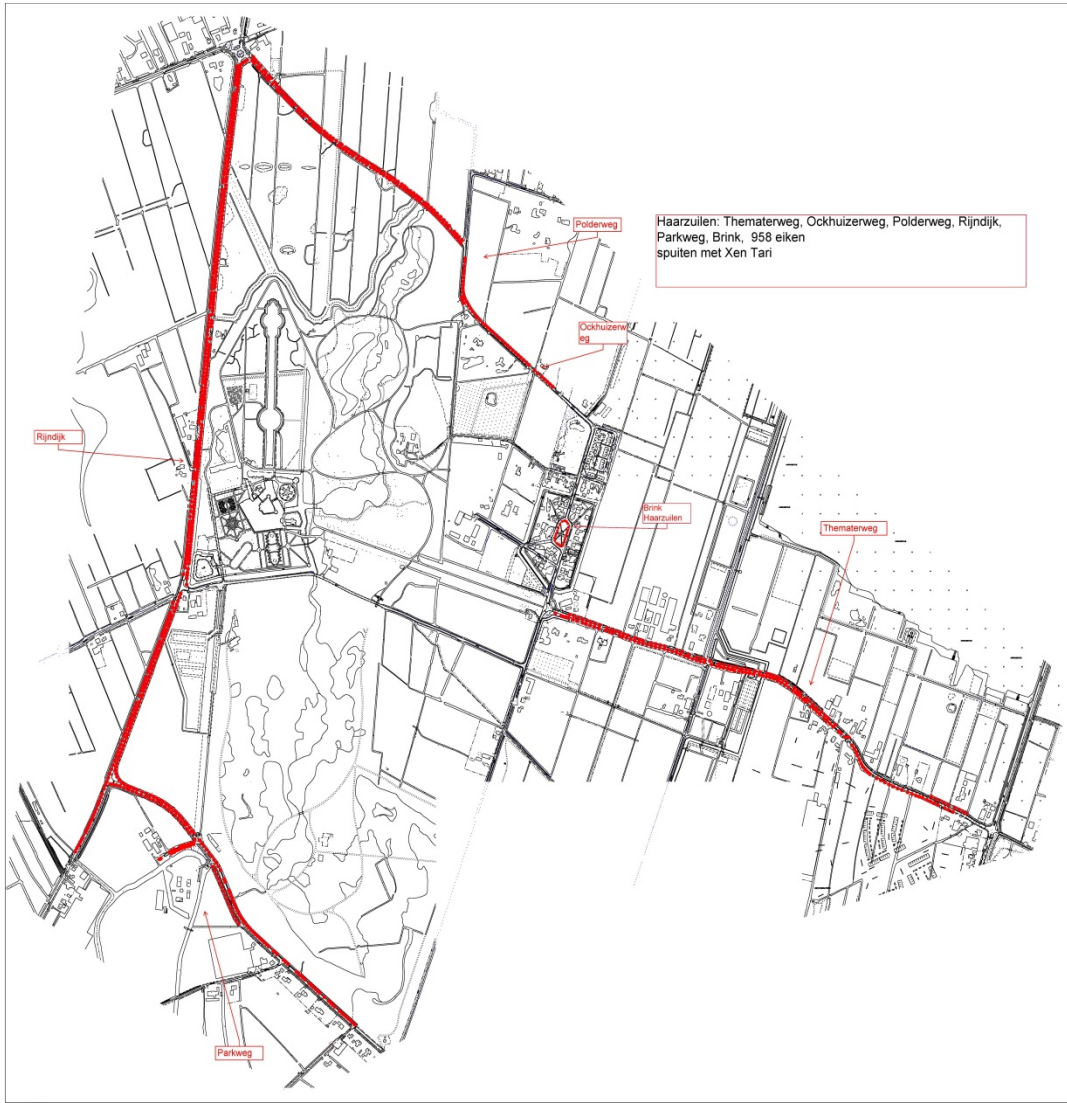 Polderweg
Haarzuilen: Thematerweg, Ockhuizerweg, Polderweg, Rijndijk,
Parkweg, Brink, 958 eiken
spuiten met Xen Tari
Ockhuizerw
eg
Rijndijk
Brink
Haarzuilen
Thematerweg
Parkweg